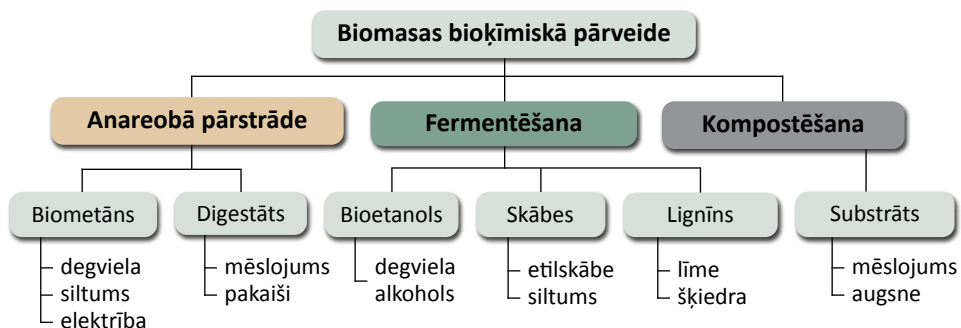 Biomasas bioķīmiskā pārveide
Anareobā pārstrāde
Fermentēšana
Kompostēšana
Biometāns
Digestāts
Bioetanols
Skābes
Lignīns
Substrāts
degviela
siltums
elektrība
mēslojums
pakaiši
degviela
alkohols
etilskābe
siltums
līme
šķiedra
mēslojums
augsne